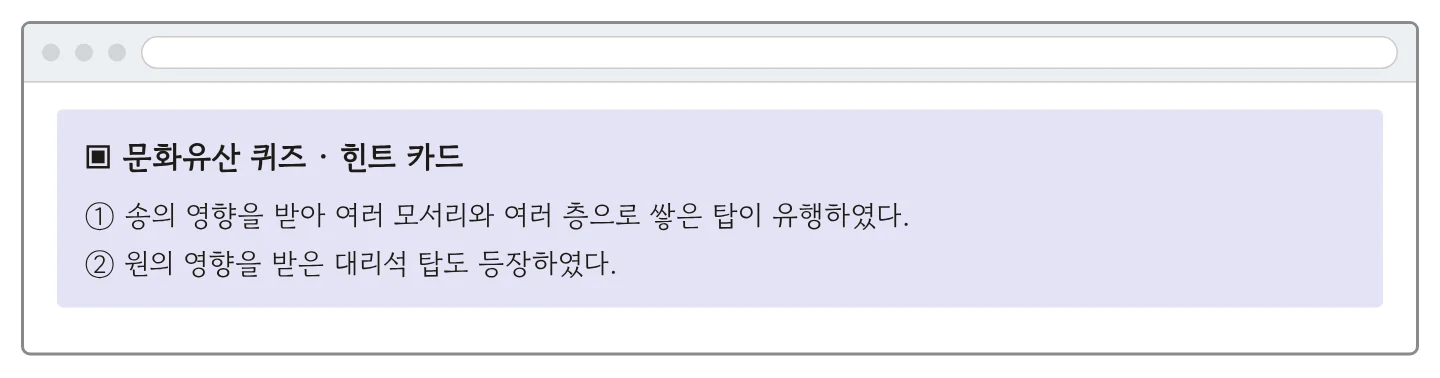 ▣ 문화유산 퀴즈 · 힌트 카드
① 송의 영향을 받아 여러 모서리와 여러 층으로 쌓은 탑이 유행하였다.
② 원의 영향을 받은 대리석 탑도 등장하였다.